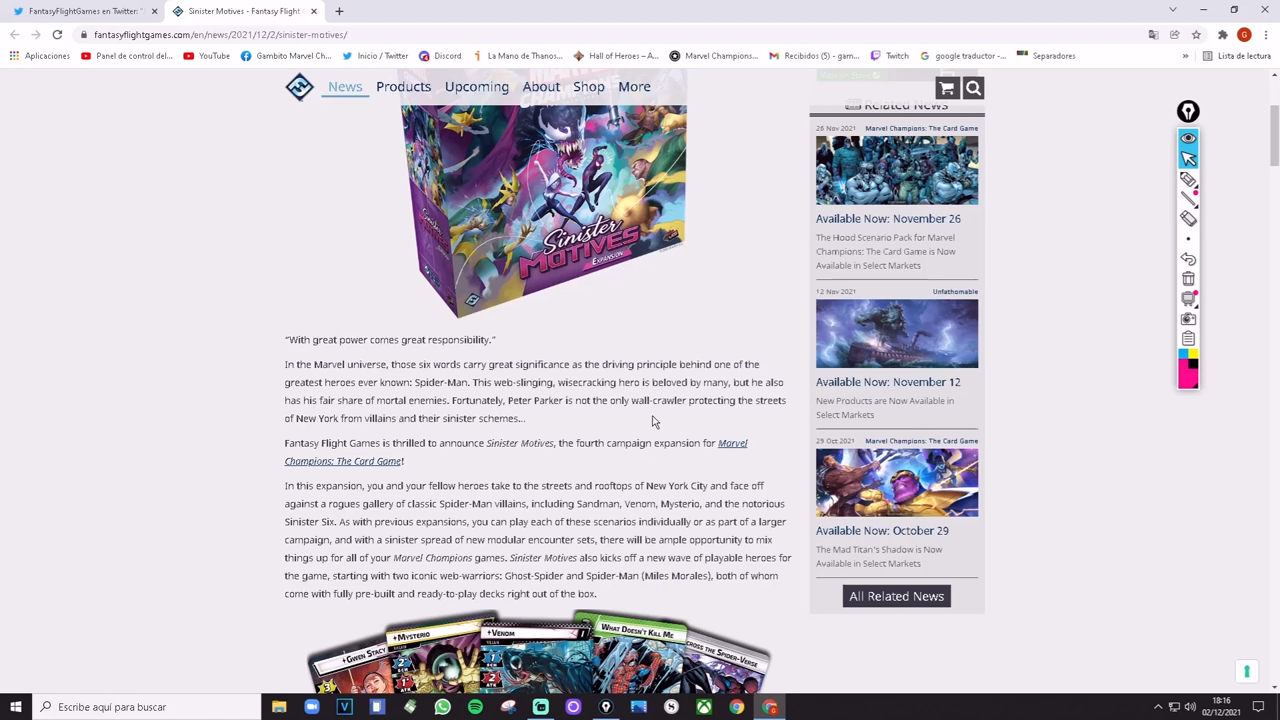 FantasyFlightGames en Twitter: "
Sinister Motives - Fantasy Flight G
fantasyflightgames.com/en/news/2021/12/2/sinister-motives/
Aplicaciones
Panel de control del...
YouTube
Gambito Marvel Ch...
Inicio / Twitter
Discord
La Mano de Thanos...
Hall of Heroes – A...
Marvel Champions...
Recibidos (5) - gam...
Twitch
google traductor -...
Separadores
»
Lista de lectura
News
Products
Upcoming
About
Shop
More
Sinister
MOTIVES
EXPANSION
"With great power comes great responsibility."
In the Marvel universe, those six words carry great significance as the driving principle behind one of the
greatest heroes ever known: Spider-Man. This web-slinging, wisecracking hero is beloved by many, but he also
has his fair share of mortal enemies. Fortunately, Peter Parker is not the only wall-crawler protecting the streets
of New York from villains and their sinister schemes...
Fantasy Flight Games is thrilled to announce Sinister Motives, the fourth campaign expansion for Marvel
Champions: The Card Game!
In this expansion, you and your fellow heroes take to the streets and rooftops of New York City and face off
against a rogues gallery of classic Spider-Man villains, including Sandman, Venom, Mysterio, and the notorious
Sinister Six. As with previous expansions, you can play each of these scenarios individually or as part of a larger
campaign, and with a sinister spread of new modular encounter sets, there will be ample opportunity to mix
things up for all of your Marvel Champions games. Sinister Motives also kicks off a new wave of playable heroes for
the game, starting with two iconic web-warriors: Ghost-Spider and Spider-Man (Miles Morales), both of whom
come with fully pre-built and ready-to-play decks right out of the box.
GWEN STACY
MYSTERIO
VENOM
WHAT DOESN'T KILL ME
ACROSS THE SPIDER-VERSE
Related News
26 Nov 2021
Marvel Champions: The Card Game
Available Now: November 26
The Hood Scenario Pack for Marvel
Champions: The Card Game is Now
Available in Select Markets
12 Nov 2021
Unfathomable
Available Now: November 12
New Products are Now Available in
Select Markets
29 Oct 2021
Marvel Champions: The Card Game
Available Now: October 29
The Mad Titan's Shadow is Now
Available in Select Markets
All Related News
Escribe aquí para buscar
18:16
02/12/2021